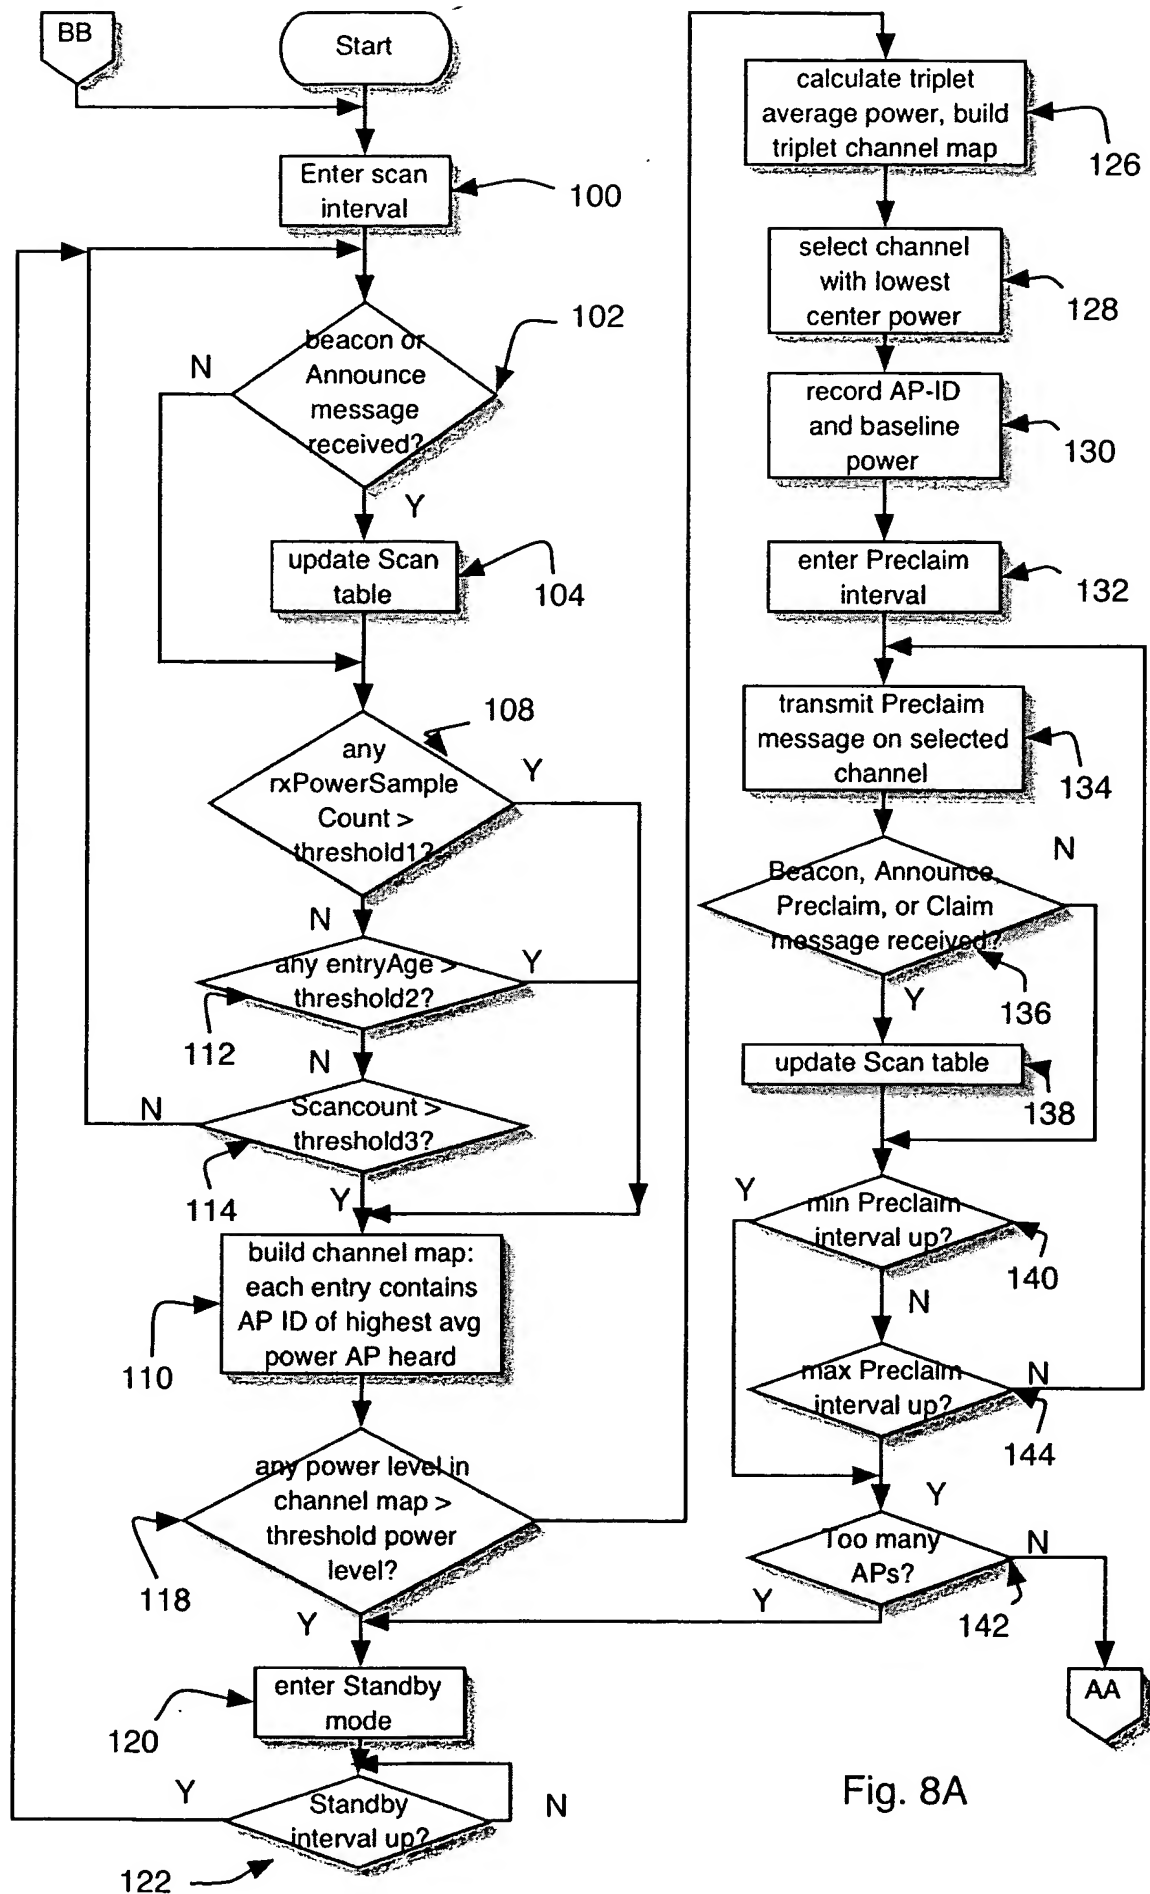 BB
Start
Enter scan
interval
100
beacon or
Announce
message
received?
102
N
Y
update Scan
table
104
any
rxPowerSample
Count >
threshold1?
108
Y
N
any entryAge >
threshold2?
Y
112
N
Scancount >
threshold3?
N
114
Y
build channel map:
each entry contains
AP ID of highest avg
power AP heard
110
any power level in
channel map >
threshold power
level?
118
Y
enter Standby
mode
120
Standby
interval up?
Y
N
122
calculate triplet
average power, build
triplet channel map
126
select channel
with lowest
center power
128
record AP-ID
and baseline
power
130
enter Preclaim
interval
132
transmit Preclaim
message on selected
channel
134
Beacon, Announce,
Preclaim, or Claim
message received?
N
136
Y
update Scan table
138
min Preclaim
interval up?
Y
140
N
max Preclaim
interval up?
N
144
Y
Too many
APs?
N
142
Y
AA
Fig. 8A